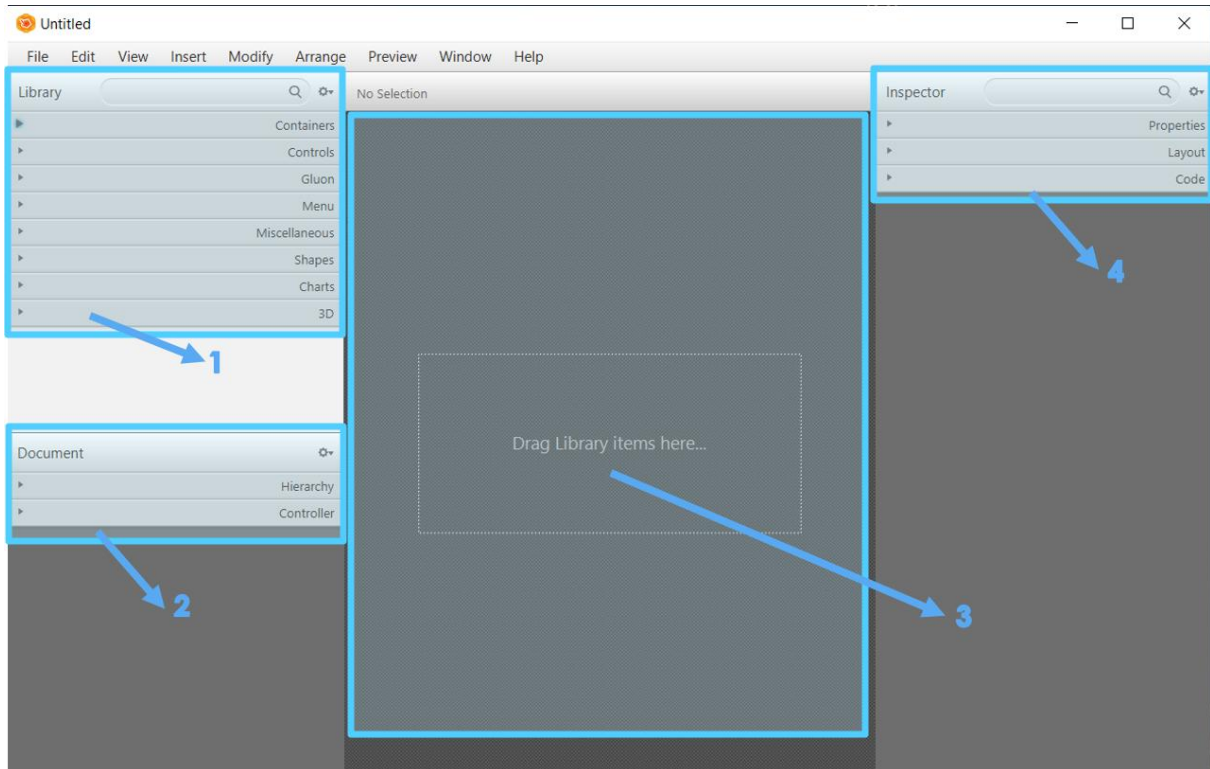 Untitled
File Edit View Insert Modify Arrange Preview Window Help
Library
Containers
Controls
Gluon
Menu
Miscellaneous
Shapes
Charts
3D
1
Document
Hierarchy
Controller
2
No Selection
Drag Library items here...
3
Inspector
Properties
Layout
Code
4